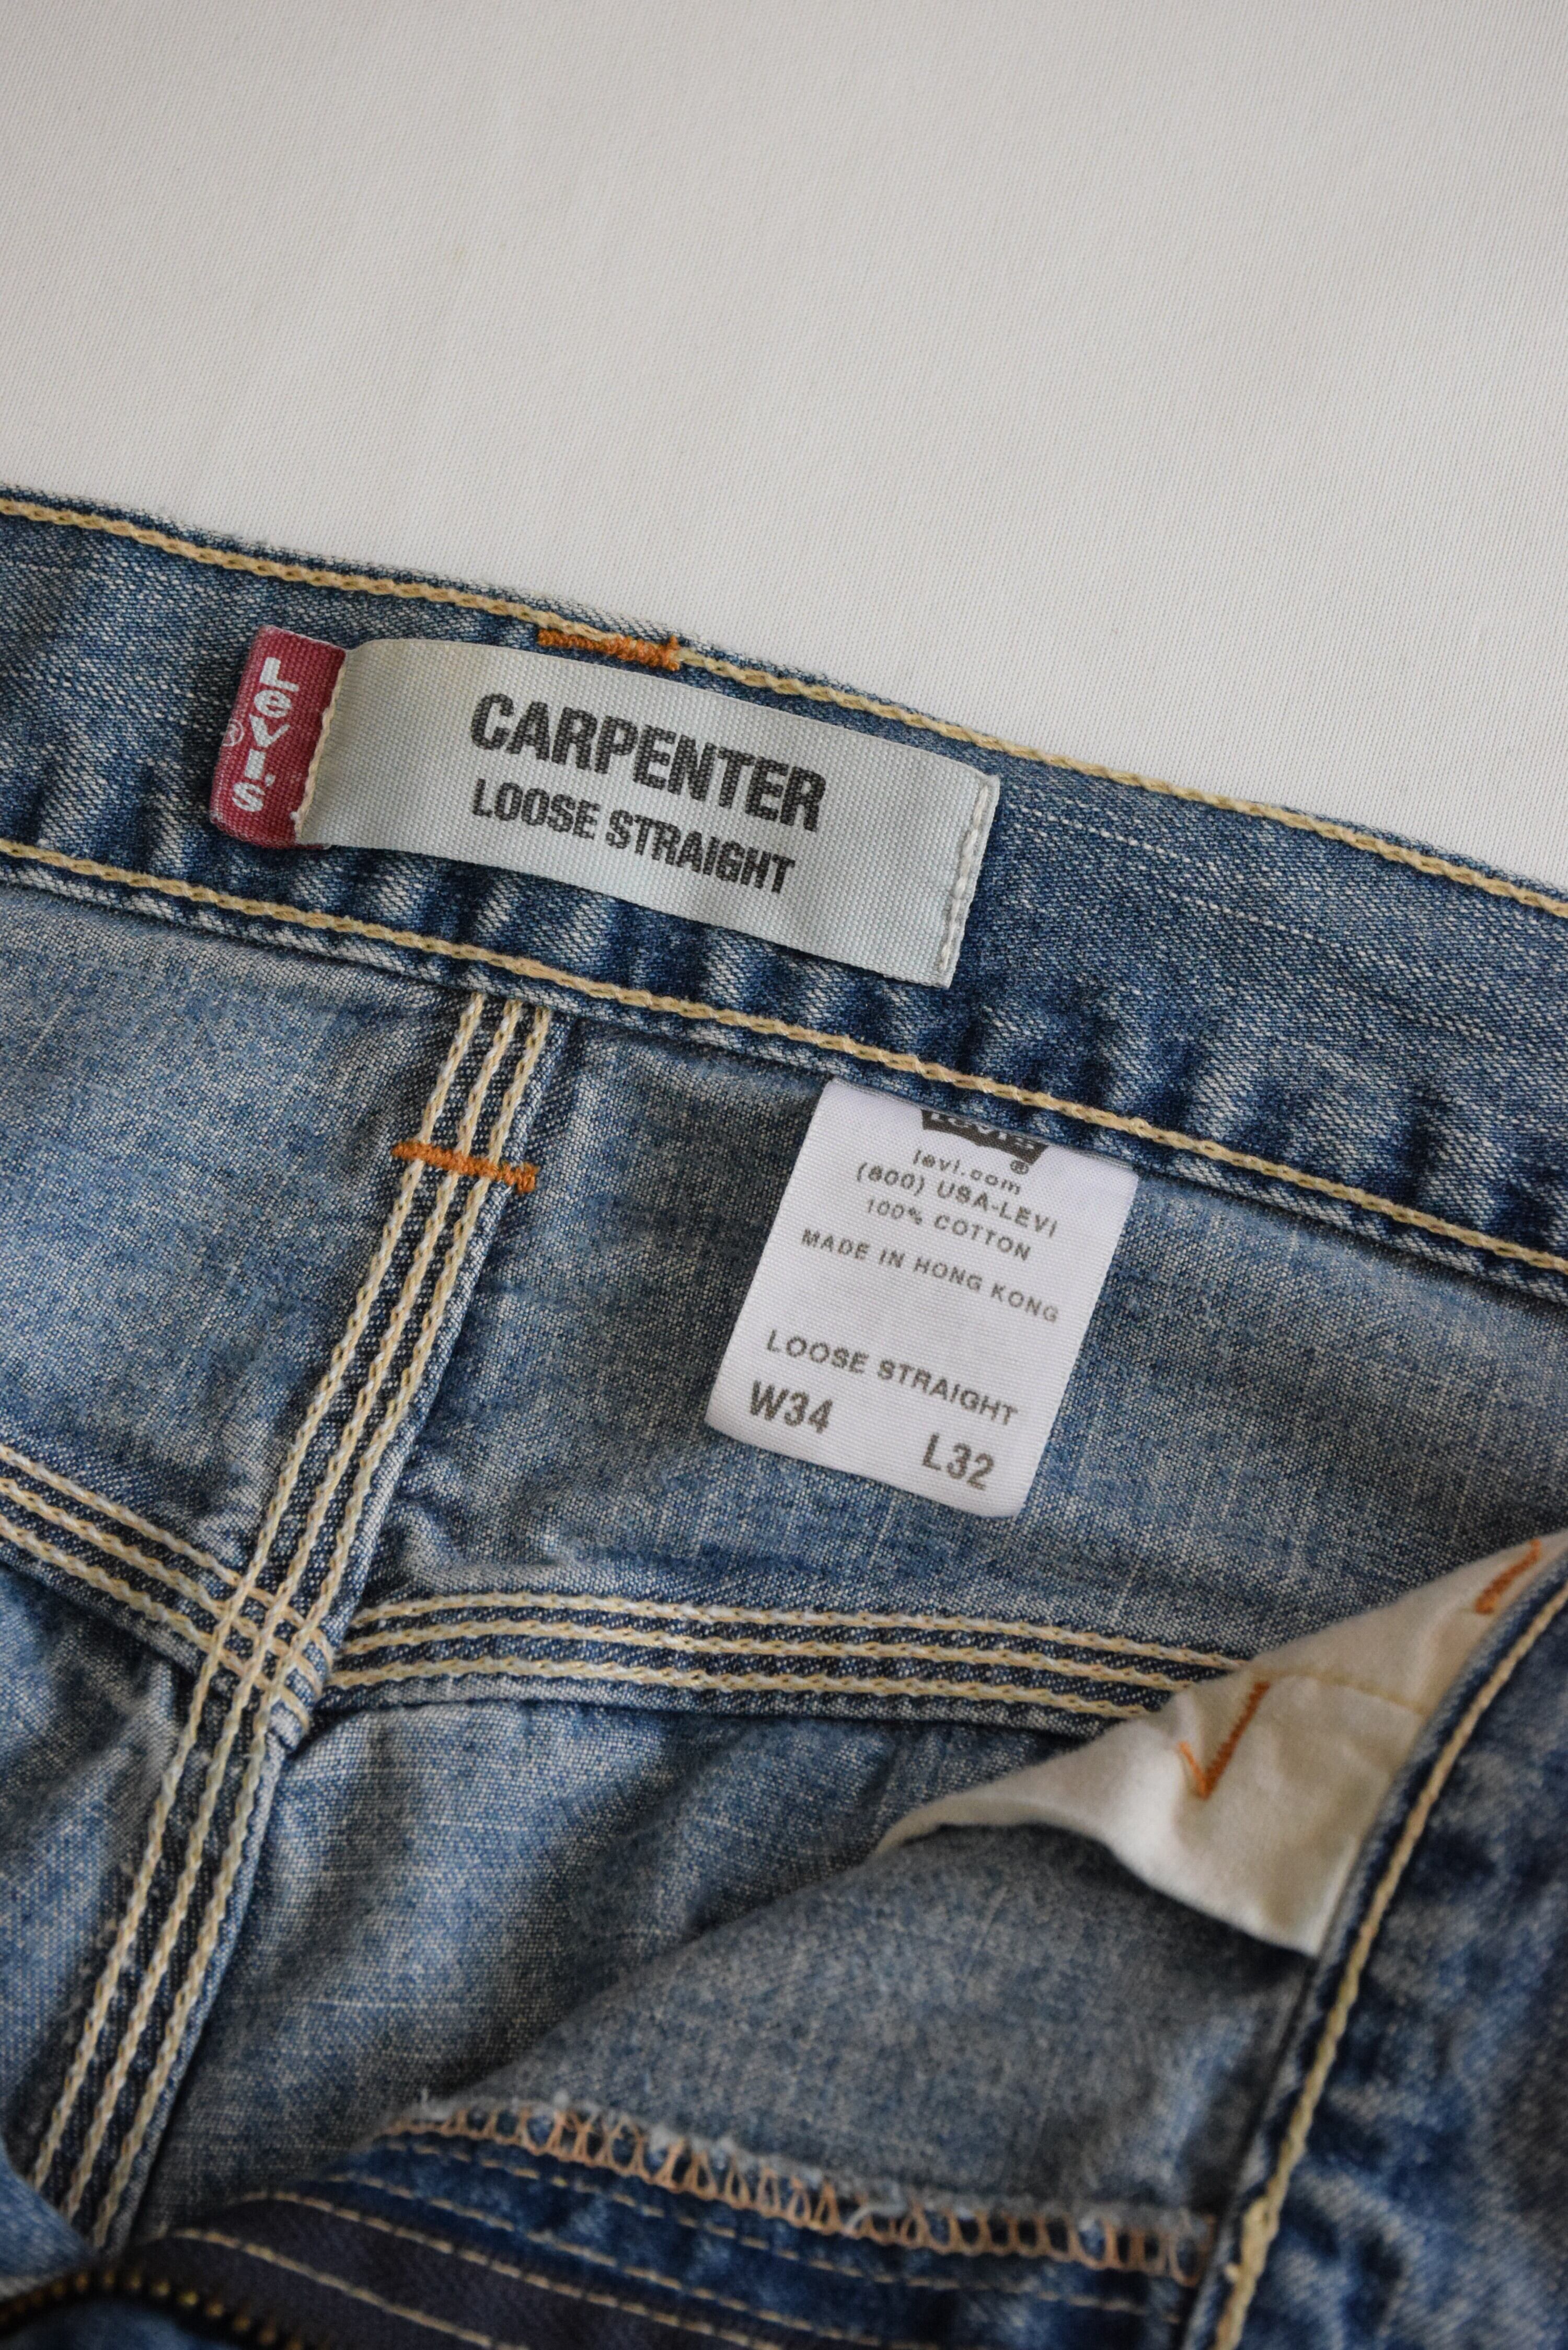 Levi's
®
CARPENTER
LOOSE STRAIGHT
Levi's
®
levi.com
(800) USA-LEVI
100% COTTON
MADE IN HONG KONG
LOOSE STRAIGHT
W34 L32